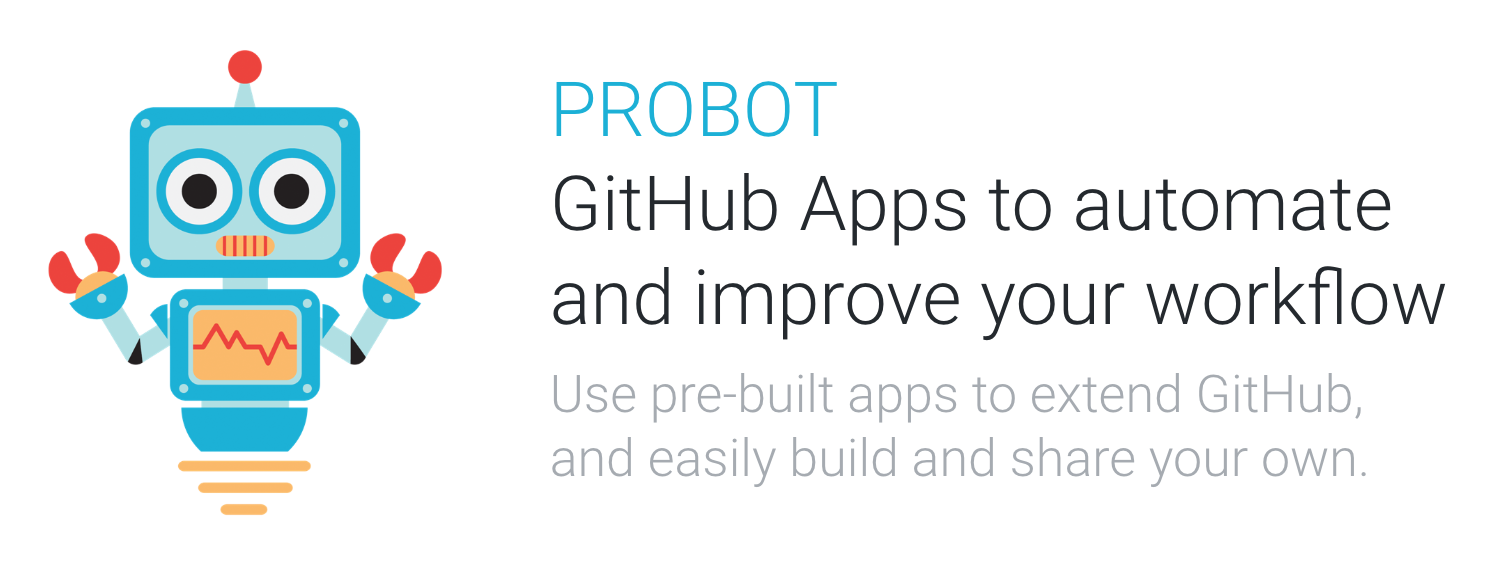 PROBOT
GitHub Apps to automate
and improve your workflow
Use pre-built apps to extend GitHub,
and easily build and share your own.